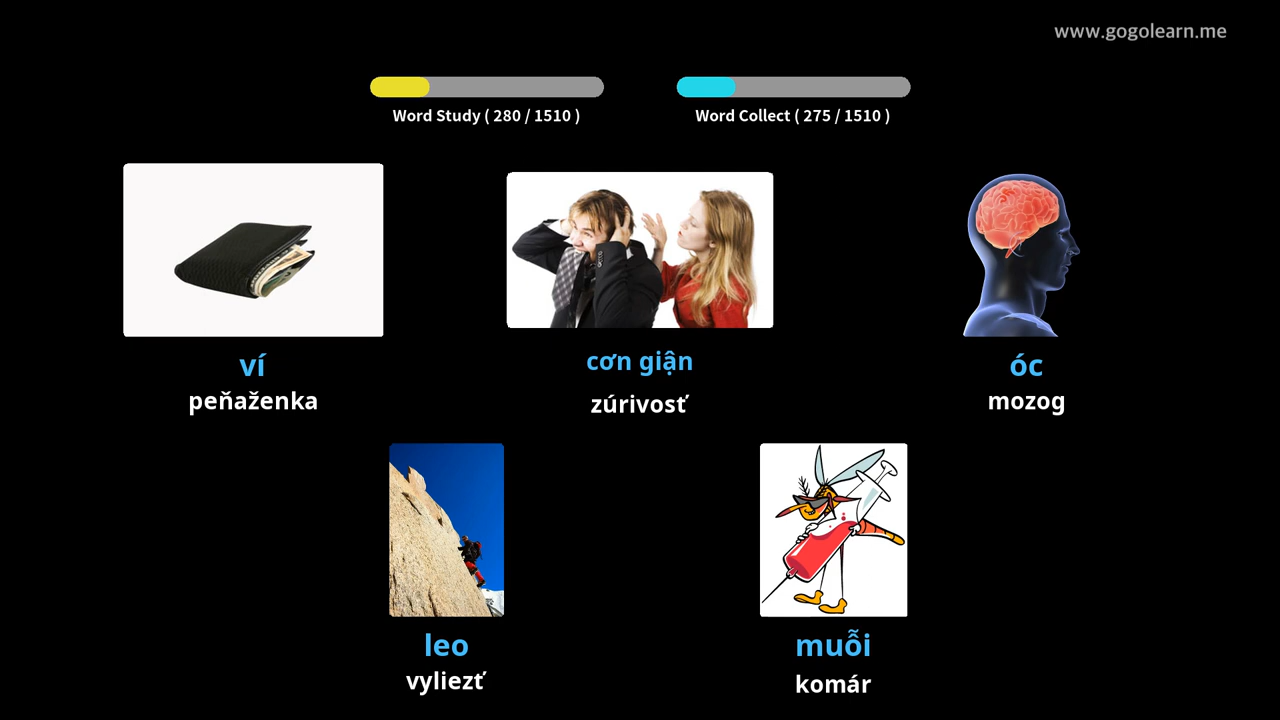 www.gogolearn.me
Word Study ( 280 / 1510 )
Word Collect ( 275 / 1510 )
ví
peňaženka
cơn giận
zúrivosť
óc
mozog
leo
vyliezť
muỗi
komár